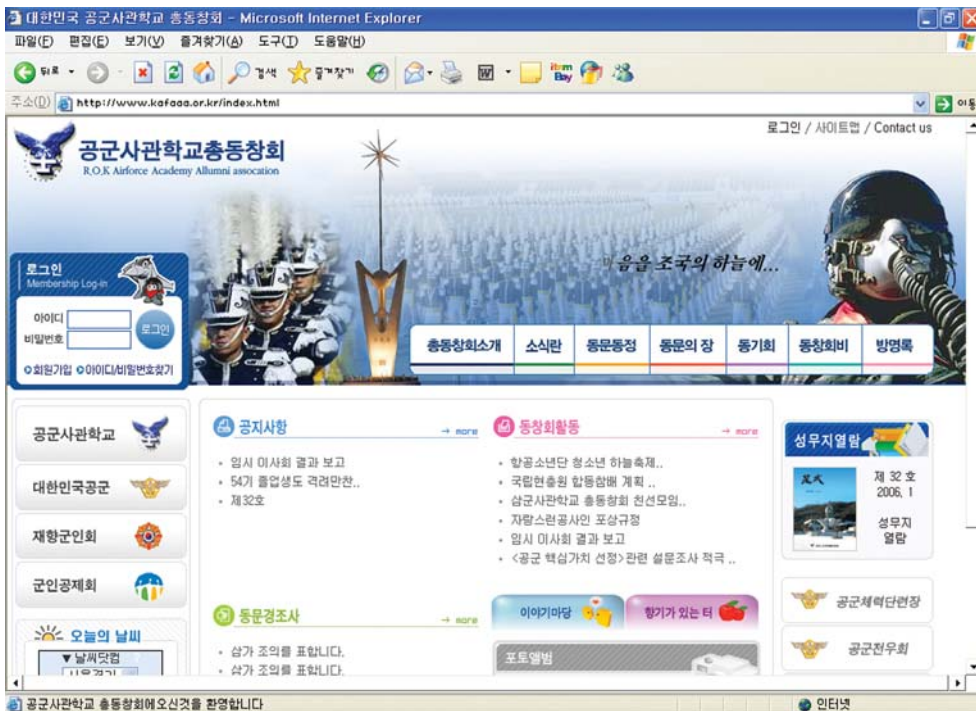 대한민국 공군사관학교 총동창회 - Microsoft Internet Explorer
파일(F) 편집(E) 보기(V) 즐겨찾기(A) 도구(T) 도움말(H)
뒤로 검색 즐겨찾기 Item Bay
주소(D) http://www.kafaaa.or.kr/index.html 이동
로그인 / 사이트맵 / Contact us
공군사관학교총동창회
R.O.K Airforce Academy Allumni assocation
마음을 조국의 하늘에...
로그인
Membership Log-in
아이디
비밀번호
로그인
회원가입 아이디/비밀번호찾기
총동창회소개 소식란 동문동정 동문의 장 동기회 동창회비 방명록
공군사관학교
대한민국공군
재향군인회
군인공제회
오늘의 날씨
▼날씨닷컴
공지사항 → more
· 임시 이사회 결과 보고
· 54기 졸업생도 격려만찬..
· 제32호
동창회활동 → more
· 항공소년단 청소년 하늘축제..
· 국립현충원 합동참배 계획 ..
· 삼군사관학교 총동창회 친선모임..
· 자랑스런공사인 포상규정
· 임시 이사회 결과 보고
· <공군 핵심가치 선정>관련 설문조사 적극 ..
동문경조사 → more
· 삼가 조의를 표합니다.
· 삼가 조의를 표합니다.
이야기마당 향기가 있는 터
포토앨범
성무지열람
제 32 호
2006. 1
성무지
열람
공군체력단련장
공군전우회
공군사관학교 총동창회에오신것을 환영합니다
인터넷